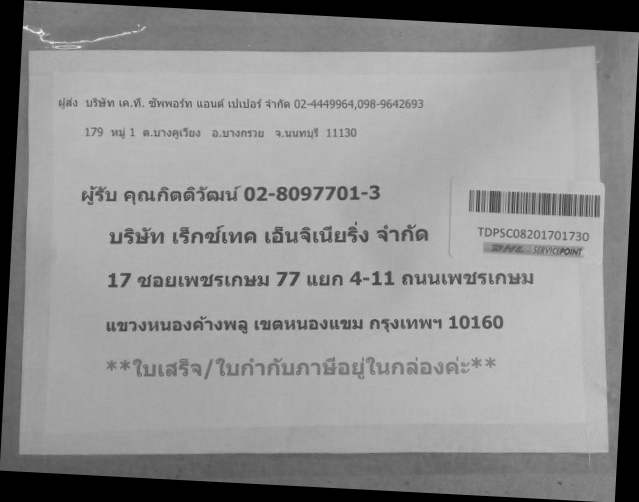 ผู้ส่ง บริษัท เค.ที. ซัพพอร์ท แอนด์ เปเปอร์ จำกัด 02-4449964,098-9642693
179 หมู่ 1 ต.บางคูเวียง อ.บางกรวย จ.นนทบุรี 11130
ผู้รับ คุณกิตติวัฒน์ 02-8097701-3
บริษัท เร็กซ์เทค เอ็นจิเนียริ่ง จำกัด
TDPSC08201701730
DHL SERVICEPOINT
17 ซอยเพชรเกษม 77 แยก 4-11 ถนนเพชรเกษม
แขวงหนองค้างพลู เขตหนองแขม กรุงเทพฯ 10160
**ใบเสร็จ/ใบกำกับภาษีอยู่ในกล่องค่ะ**